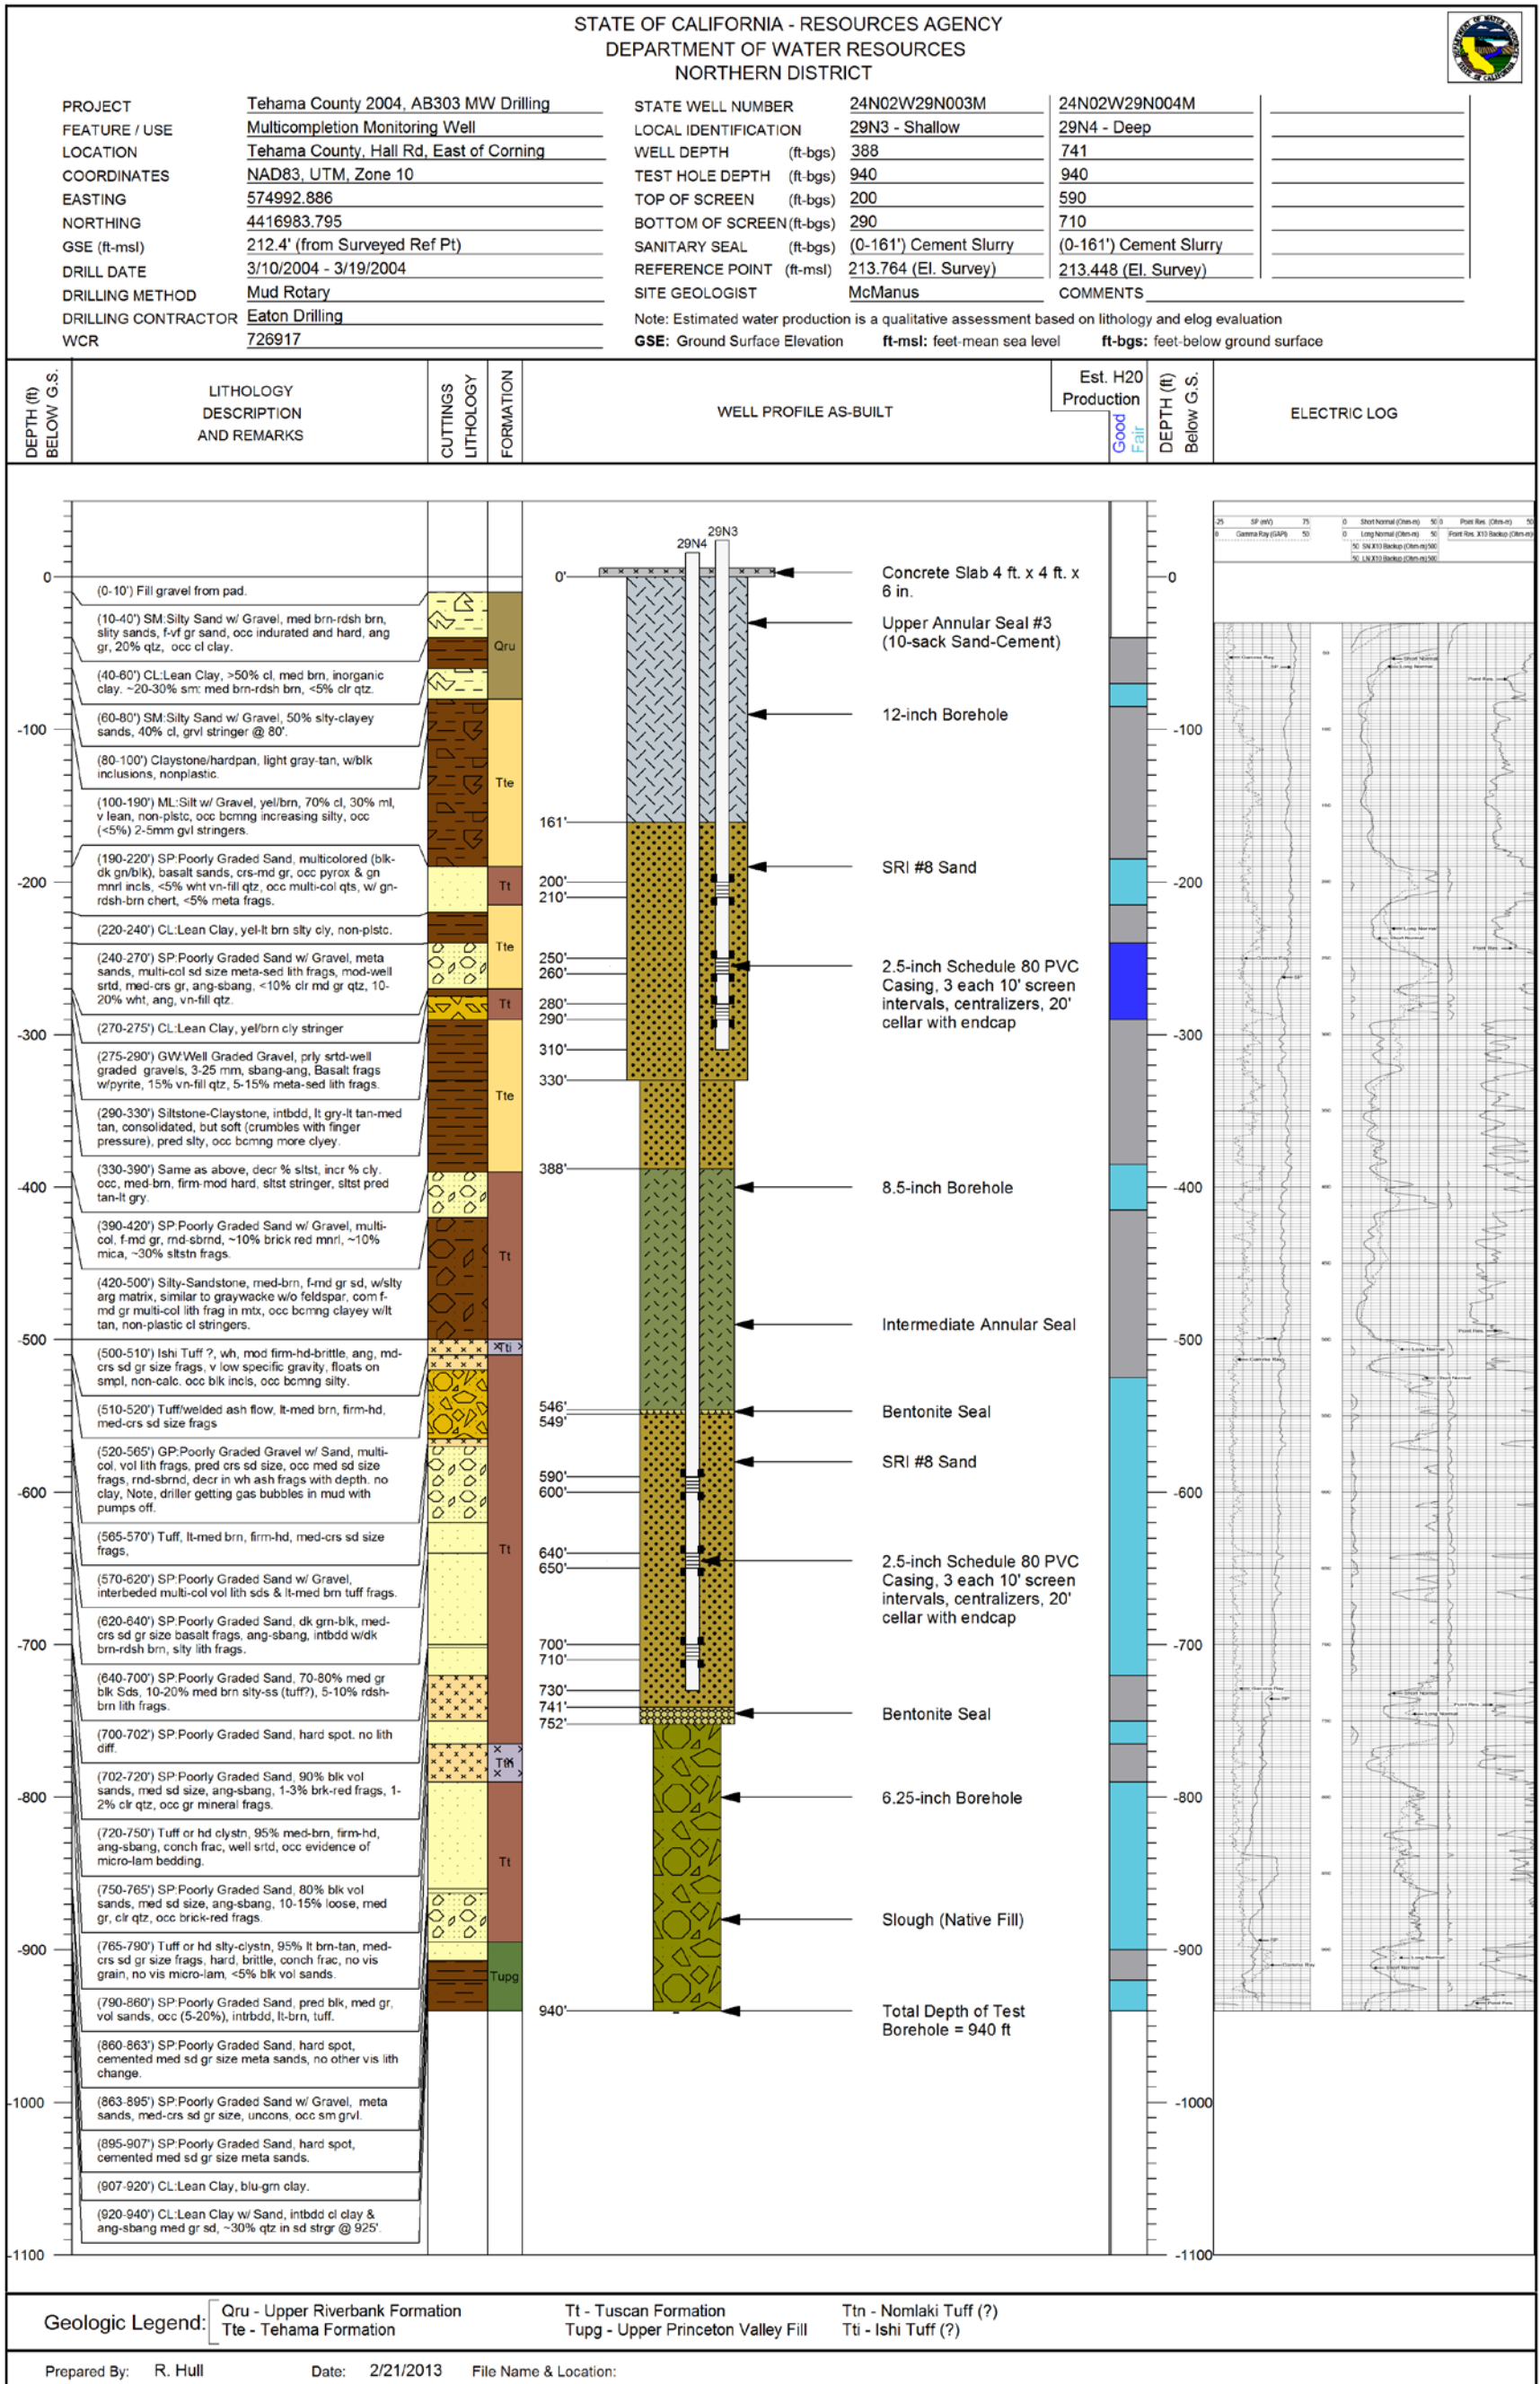 STATE OF CALIFORNIA - RESOURCES AGENCY
DEPARTMENT OF WATER RESOURCES
NORTHERN DISTRICT
PROJECT Tehama County 2004, AB303 MW Drilling
FEATURE / USE Multicompletion Monitoring Well
LOCATION Tehama County, Hall Rd, East of Corning
COORDINATES NAD83, UTM, Zone 10
EASTING 574992.886
NORTHING 4416983.795
GSE (ft-msl) 212.4' (from Surveyed Ref Pt)
DRILL DATE 3/10/2004 - 3/19/2004
DRILLING METHOD Mud Rotary
DRILLING CONTRACTOR Eaton Drilling
WCR 726917
STATE WELL NUMBER 24N02W29N003M 24N02W29N004M
LOCAL IDENTIFICATION 29N3 - Shallow 29N4 - Deep
WELL DEPTH (ft-bgs) 388 741
TEST HOLE DEPTH (ft-bgs) 940 940
TOP OF SCREEN (ft-bgs) 200 590
BOTTOM OF SCREEN (ft-bgs) 290 710
SANITARY SEAL (ft-bgs) (0-161') Cement Slurry (0-161') Cement Slurry
REFERENCE POINT (ft-msl) 213.764 (El. Survey) 213.448 (El. Survey)
SITE GEOLOGIST McManus COMMENTS
Note: Estimated water production is a qualitative assessment based on lithology and elog evaluation
GSE: Ground Surface Elevation ft-msl: feet-mean sea level ft-bgs: feet-below ground surface
DEPTH (ft)
BELOW G.S.
LITHOLOGY
DESCRIPTION
AND REMARKS
CUTTINGS
LITHOLOGY
FORMATION
WELL PROFILE AS-BUILT
Est. H20
Production
Good
Fair
DEPTH (ft)
Below G.S.
ELECTRIC LOG
0
-100
-200
-300
-400
-500
-600
-700
-800
-900
-1000
-1100
(0-10') Fill gravel from pad.
(10-40') SM:Silty Sand w/ Gravel, med brn-rdsh brn,
slity sands, f-vf gr sand, occ indurated and hard, ang
gr, 20% qtz, occ cl clay.
(40-60') CL:Lean Clay, >50% cl, med brn, inorganic
clay. ~20-30% sm: med brn-rdsh brn, <5% clr qtz.
(60-80') SM:Silty Sand w/ Gravel, 50% slty-clayey
sands, 40% cl, grvl stringer @ 80'.
(80-100') Claystone/hardpan, light gray-tan, w/blk
inclusions, nonplastic.
(100-190') ML:Silt w/ Gravel, yel/brn, 70% cl, 30% ml,
v lean, non-plstc, occ bcmng increasing silty, occ
(<5%) 2-5mm gvl stringers.
(190-220') SP:Poorly Graded Sand, multicolored (blk-
dk gn/blk), basalt sands, crs-md gr, occ pyrox & gn
mnrl incls, <5% wht vn-fill qtz, occ multi-col qts, w/ gn-
rdsh-brn chert, <5% meta frags.
(220-240') CL:Lean Clay, yel-lt brn slty cly, non-plstc.
(240-270') SP:Poorly Graded Sand w/ Gravel, meta
sands, multi-col sd size meta-sed lith frags, mod-well
srtd, med-crs gr, ang-sbang, <10% clr md gr qtz, 10-
20% wht, ang, vn-fill qtz.
(270-275') CL:Lean Clay, yel/brn cly stringer
(275-290') GW:Well Graded Gravel, prly srtd-well
graded gravels, 3-25 mm, sbang-ang, Basalt frags
w/pyrite, 15% vn-fill qtz, 5-15% meta-sed lith frags.
(290-330') Siltstone-Claystone, intbdd, lt gry-lt tan-med
tan, consolidated, but soft (crumbles with finger
pressure), pred slty, occ bcmng more clyey.
(330-390') Same as above, decr % sltst, incr % cly.
occ, med-brn, firm-mod hard, sltst stringer, sltst pred
tan-lt gry.
(390-420') SP:Poorly Graded Sand w/ Gravel, multi-
col, f-md gr, rnd-sbrnd, ~10% brick red mnrl, ~10%
mica, ~30% sltstn frags.
(420-500') Silty-Sandstone, med-brn, f-md gr sd, w/slty
arg matrix, similar to graywacke w/o feldspar, com f-
md gr multi-col lith frag in mtx, occ bcmng clayey w/lt
tan, non-plastic cl stringers.
(500-510') Ishi Tuff ?, wh, mod firm-hd-brittle, ang, md-
crs sd gr size frags, v low specific gravity, floats on
smpl, non-calc. occ blk incls, occ bcmng silty.
(510-520') Tuff/welded ash flow, lt-med brn, firm-hd,
med-crs sd size frags
(520-565') GP:Poorly Graded Gravel w/ Sand, multi-
col, vol lith frags, pred crs sd size, occ med sd size
frags, rnd-sbrnd, decr in wh ash frags with depth. no
clay, Note, driller getting gas bubbles in mud with
pumps off.
(565-570') Tuff, lt-med brn, firm-hd, med-crs sd size
frags,
(570-620') SP:Poorly Graded Sand w/ Gravel,
interbeded multi-col vol lith sds & lt-med brn tuff frags.
(620-640') SP:Poorly Graded Sand, dk grn-blk, med-
crs sd gr size basalt frags, ang-sbang, intbdd w/dk
brn-rdsh brn, slty lith frags.
(640-700') SP:Poorly Graded Sand, 70-80% med gr
blk Sds, 10-20% med brn slty-ss (tuff?), 5-10% rdsh-
brn lith frags.
(700-702') SP:Poorly Graded Sand, hard spot. no lith
diff.
(702-720') SP:Poorly Graded Sand, 90% blk vol
sands, med sd size, ang-sbang, 1-3% brk-red frags, 1-
2% clr qtz, occ gr mineral frags.
(720-750') Tuff or hd clystn, 95% med-brn, firm-hd,
ang-sbang, conch frac, well srtd, occ evidence of
micro-lam bedding.
(750-765') SP:Poorly Graded Sand, 80% blk vol
sands, med sd size, ang-sbang, 10-15% loose, med
gr, clr qtz, occ brick-red frags.
(765-790') Tuff or hd slty-clystn, 95% lt brn-tan, med-
crs sd gr size frags, hard, brittle, conch frac, no vis
grain, no vis micro-lam, <5% blk vol sands.
(790-860') SP:Poorly Graded Sand, pred blk, med gr,
vol sands, occ (5-20%), intrbdd, lt-brn, tuff.
(860-863') SP:Poorly Graded Sand, hard spot,
cemented med sd gr size meta sands, no other vis lith
change.
(863-895') SP:Poorly Graded Sand w/ Gravel, meta
sands, med-crs sd gr size, uncons, occ sm grvl.
(895-907') SP:Poorly Graded Sand, hard spot,
cemented med sd gr size meta sands.
(907-920') CL:Lean Clay, blu-grn clay.
(920-940') CL:Lean Clay w/ Sand, intbdd cl clay &
ang-sbang med gr sd, ~30% qtz in sd strgr @ 925'.
Qru
Tte
Tt
Tte
Tt
Tte
Tt
Tti
Tt
Ttn
Tt
Tupg
29N4
29N3
0'
161'
200'
210'
250'
260'
280'
290'
310'
330'
388'
546'
549'
590'
600'
640'
650'
700'
710'
730'
741'
752'
940'
Concrete Slab 4 ft. x 4 ft. x
6 in.
Upper Annular Seal #3
(10-sack Sand-Cement)
12-inch Borehole
SRI #8 Sand
2.5-inch Schedule 80 PVC
Casing, 3 each 10' screen
intervals, centralizers, 20'
cellar with endcap
8.5-inch Borehole
Intermediate Annular Seal
Bentonite Seal
SRI #8 Sand
2.5-inch Schedule 80 PVC
Casing, 3 each 10' screen
intervals, centralizers, 20'
cellar with endcap
Bentonite Seal
6.25-inch Borehole
Slough (Native Fill)
Total Depth of Test
Borehole = 940 ft
0
-100
-200
-300
-400
-500
-600
-700
-800
-900
-1000
-1100
-25 SP (mV) 75
0 Gamma Ray (GAPI) 50
0 Short Normal (Ohm-m) 50
0 Long Normal (Ohm-m) 50
50 SN X10 Backup (Ohm-m) 500
50 LN X10 Backup (Ohm-m) 500
0 Point Res. (Ohm-m) 50
Point Res. X10 Backup (Ohm-m)
Geologic Legend:
Qru - Upper Riverbank Formation Tt - Tuscan Formation Ttn - Nomlaki Tuff (?)
Tte - Tehama Formation Tupg - Upper Princeton Valley Fill Tti - Ishi Tuff (?)
Prepared By: R. Hull Date: 2/21/2013 File Name & Location: